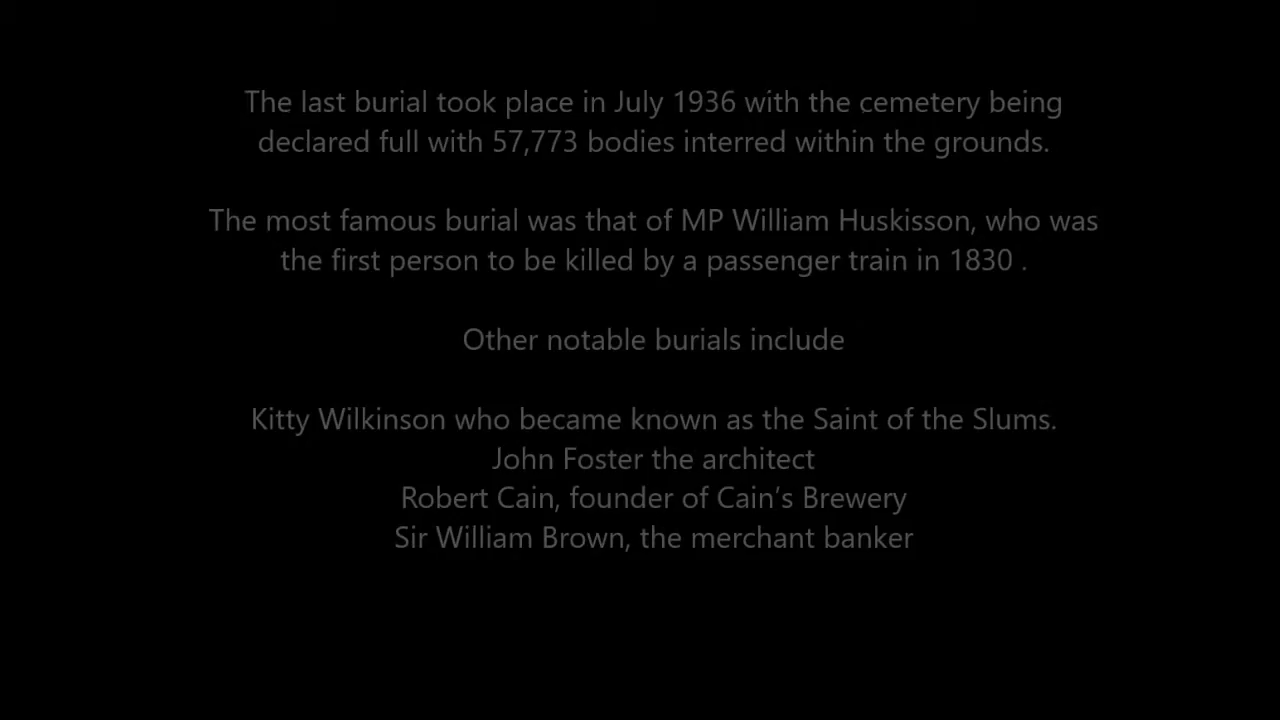 The last burial took place in July 1936 with the cemetery being
declared full with 57,773 bodies interred within the grounds.
The most famous burial was that of MP William Huskisson, who was
the first person to be killed by a passenger train in 1830 .
Other notable burials include
Kitty Wilkinson who became known as the Saint of the Slums.
John Foster the architect
Robert Cain, founder of Cain’s Brewery
Sir William Brown, the merchant banker